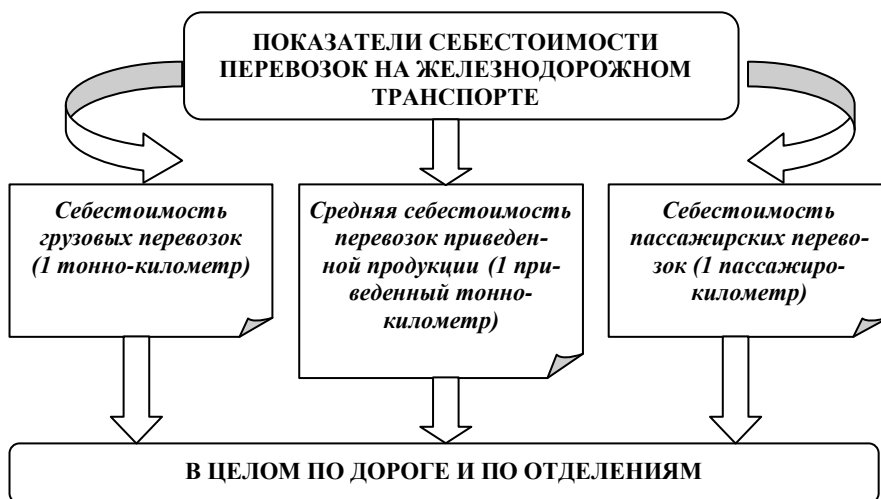 ПОКАЗАТЕЛИ СЕБЕСТОИМОСТИ
ПЕРЕВОЗОК НА ЖЕЛЕЗНОДОРОЖНОМ
ТРАНСПОРТЕ
Себестоимость
грузовых перевозок
(1 тонно-километр)
Средняя себестоимость
перевозок приведен-
ной продукции (1 при-
веденный тонно-
километр)
Себестоимость
пассажирских перево-
зок (1 пассажиро-
километр)
В ЦЕЛОМ ПО ДОРОГЕ И ПО ОТДЕЛЕНИЯМ